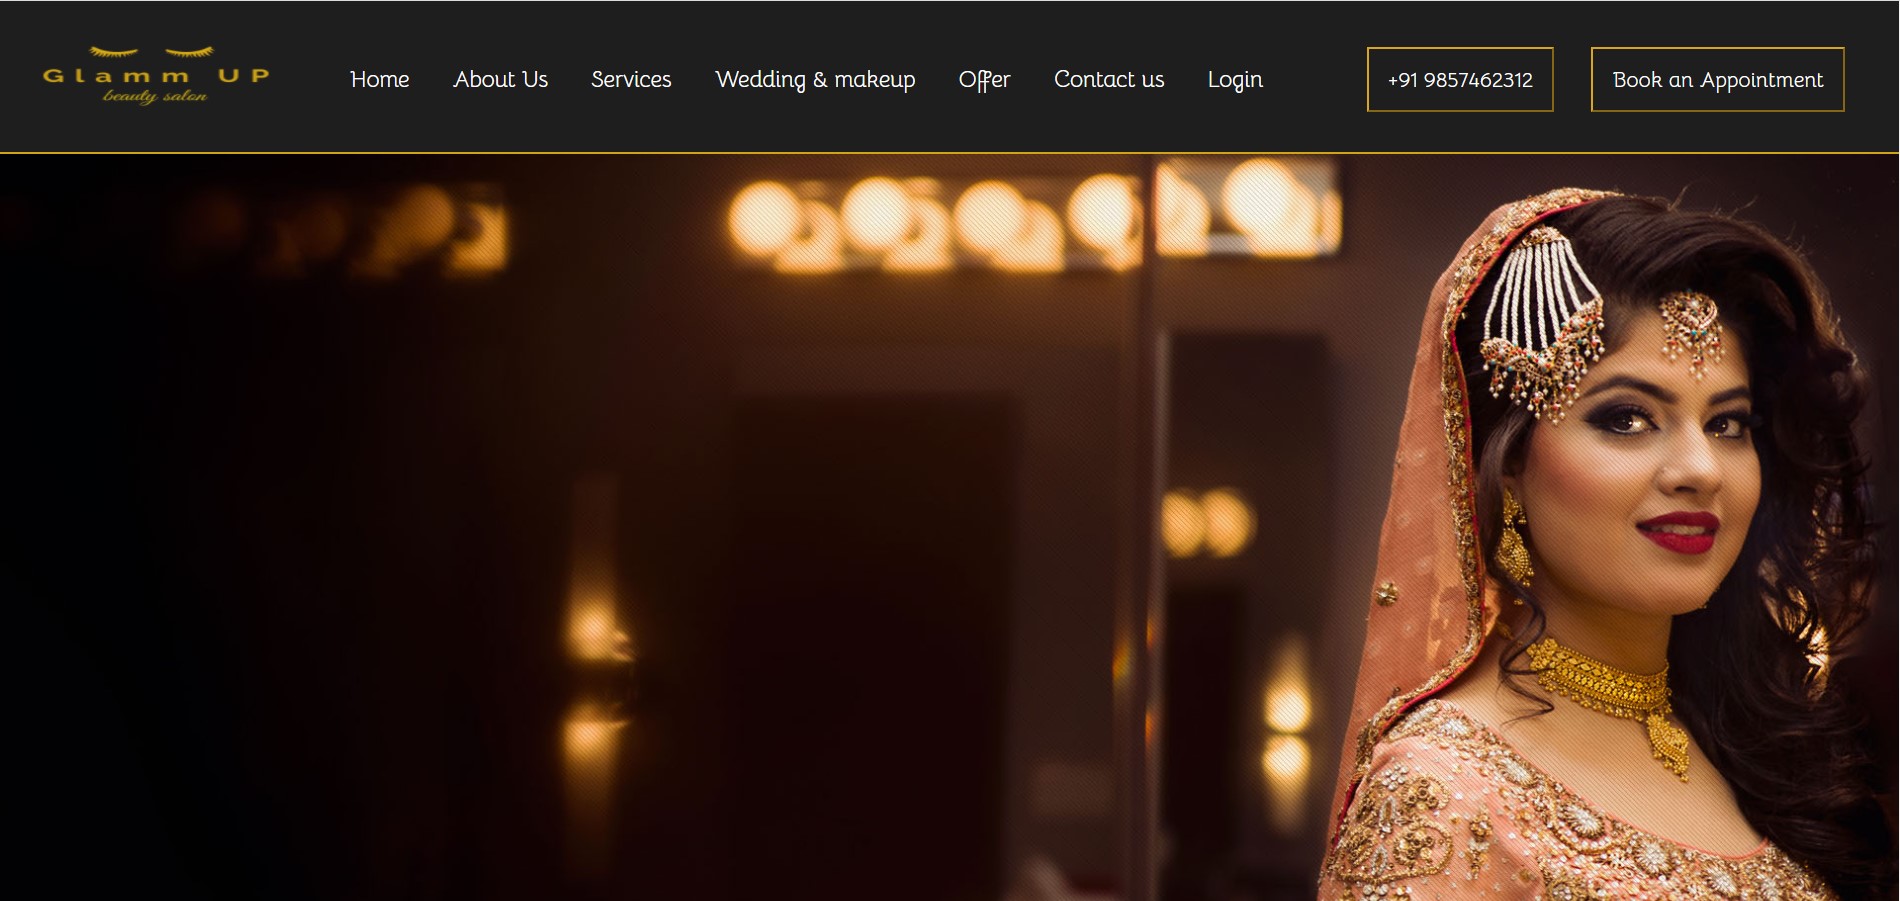 Glamm UP
beauty salon
Home
About Us
Services
Wedding & makeup
Offer
Contact us
Login
+91 9857462312
Book an Appointment